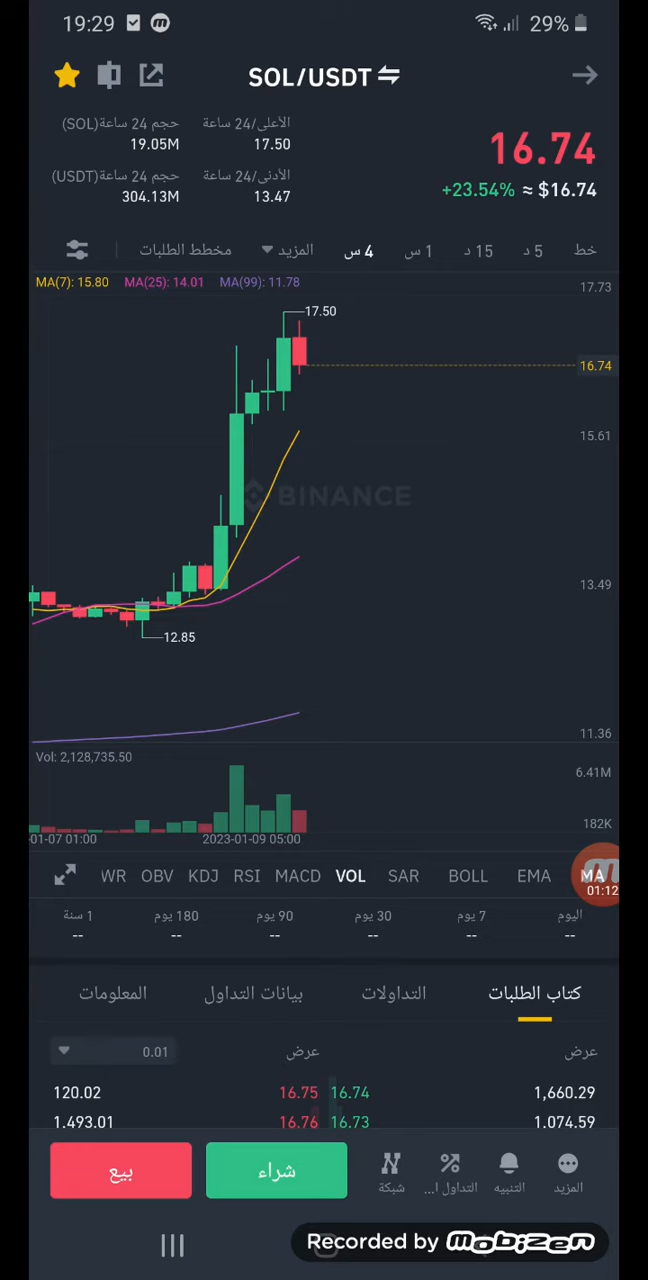 19:29
29%
SOL/USDT
الأعلى/24 ساعة
حجم 24 ساعة(SOL)
17.50
19.05M
الأدنى/24 ساعة
حجم 24 ساعة(USDT)
13.47
304.13M
16.74
+23.54% ≈ $16.74
خط
5 د
15 د
1 س
4 س
المزيد
مخطط الطلبات
MA(7): 15.80 MA(25): 14.01 MA(99): 11.78
17.73
17.50
16.74
15.61
BINANCE
13.49
12.85
11.36
Vol: 2,128,735.50
6.41M
182K
-01-07 01:00
2023-01-09 05:00
WR OBV KDJ RSI MACD VOL SAR BOLL EMA MA
01:12
اليوم
7 يوم
30 يوم
90 يوم
180 يوم
1 سنة
-- -- -- -- -- --
كتاب الطلبات
التداولات
بيانات التداول
المعلومات
عرض
عرض
0.01
120.02 16.75 16.74 1,660.29
1.493.01 16.76 16.73 1.074.59
بيع
شراء
شبكة
التداول ا...
التنبيه
المزيد
Recorded by mobizen